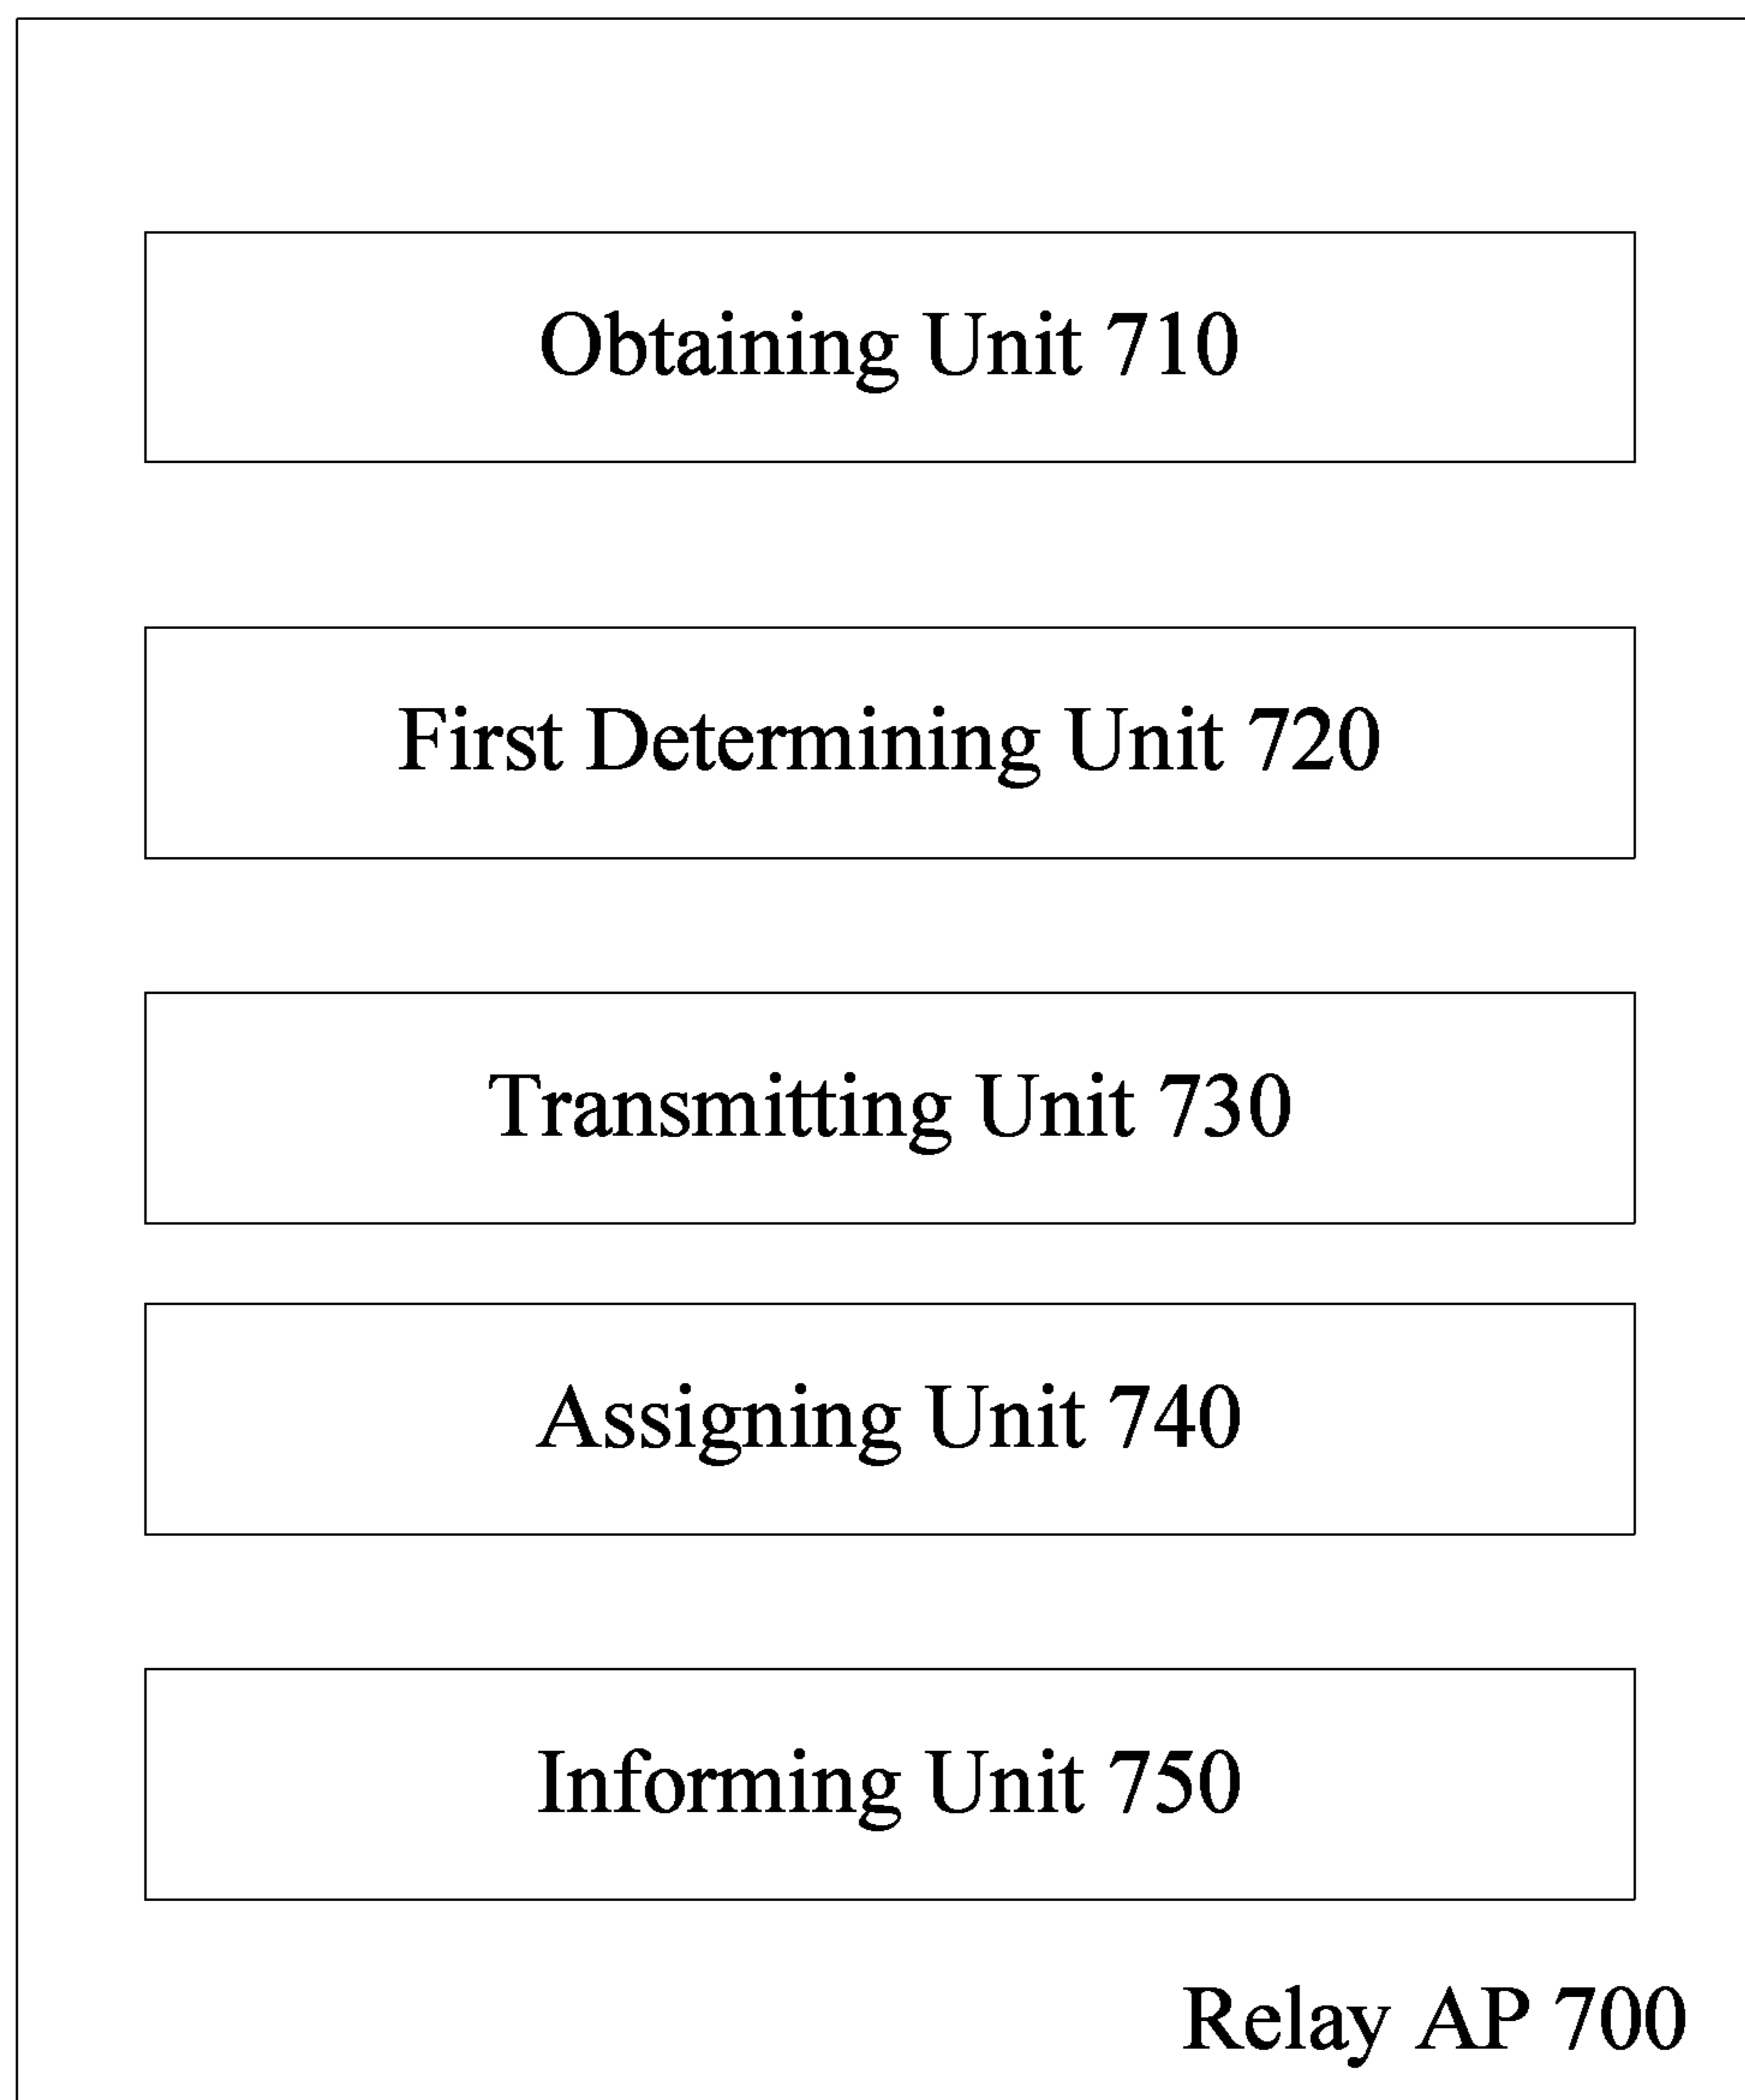 Obtaining Unit 710
First Determining Unit 720
Transmitting Unit 730
Assigning Unit 740
Informing Unit 750
Relay AP 700